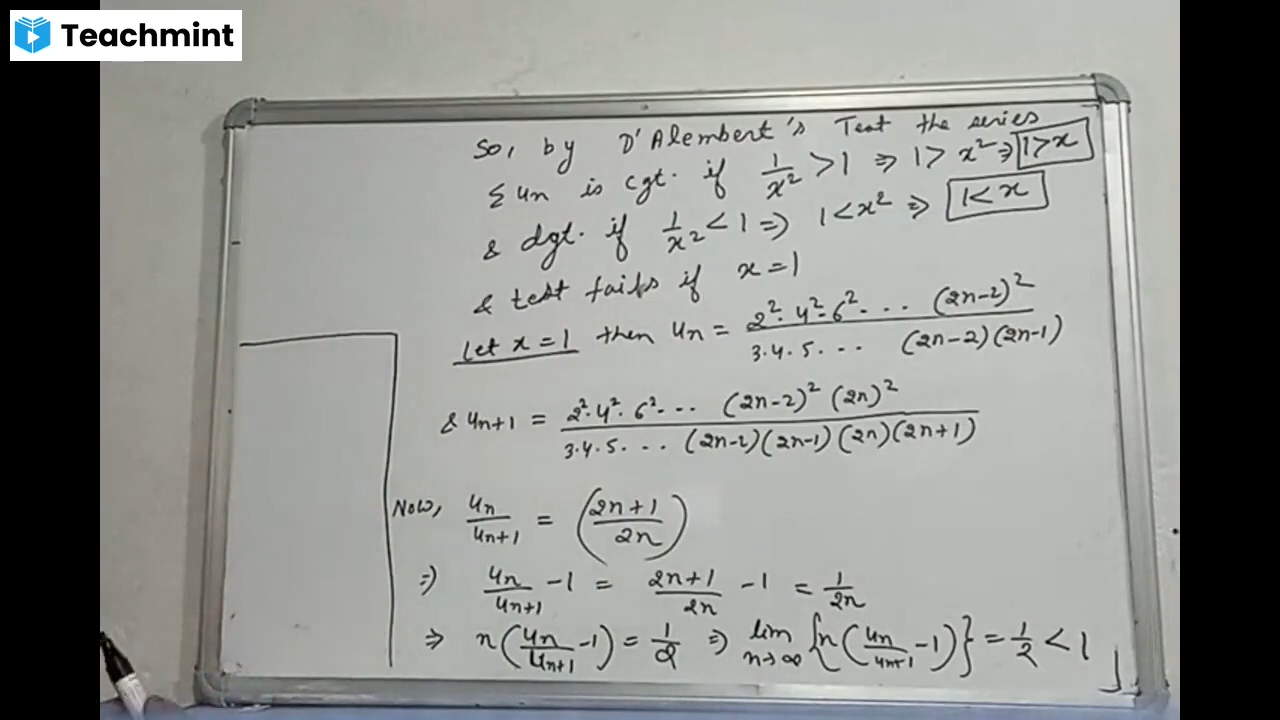 Teachmint
So, by D'Alembert's Test the series
Σun is cgt. if 1/x² > 1 ⇒ 1 > x² ⇒ 1 > x
& dgt. if 1/x² < 1 ⇒ 1 < x² ⇒ 1 < x
& test fails if x = 1
Let x = 1 then un = 2²·4²·6²· ... (2n-2)² / 3·4·5· ... (2n-2)(2n-1)
& un+1 = 2²·4²·6²· ... (2n-2)² (2n)² / 3·4·5· ... (2n-2)(2n-1)(2n)(2n+1)
Now, un/un+1 = (2n+1/2n)
⇒ un/un+1 - 1 = 2n+1/2n - 1 = 1/2n
⇒ n(un/un+1 - 1) = 1/2 ⇒ lim n→∞ {n(un/un+1 - 1)} = 1/2 < 1